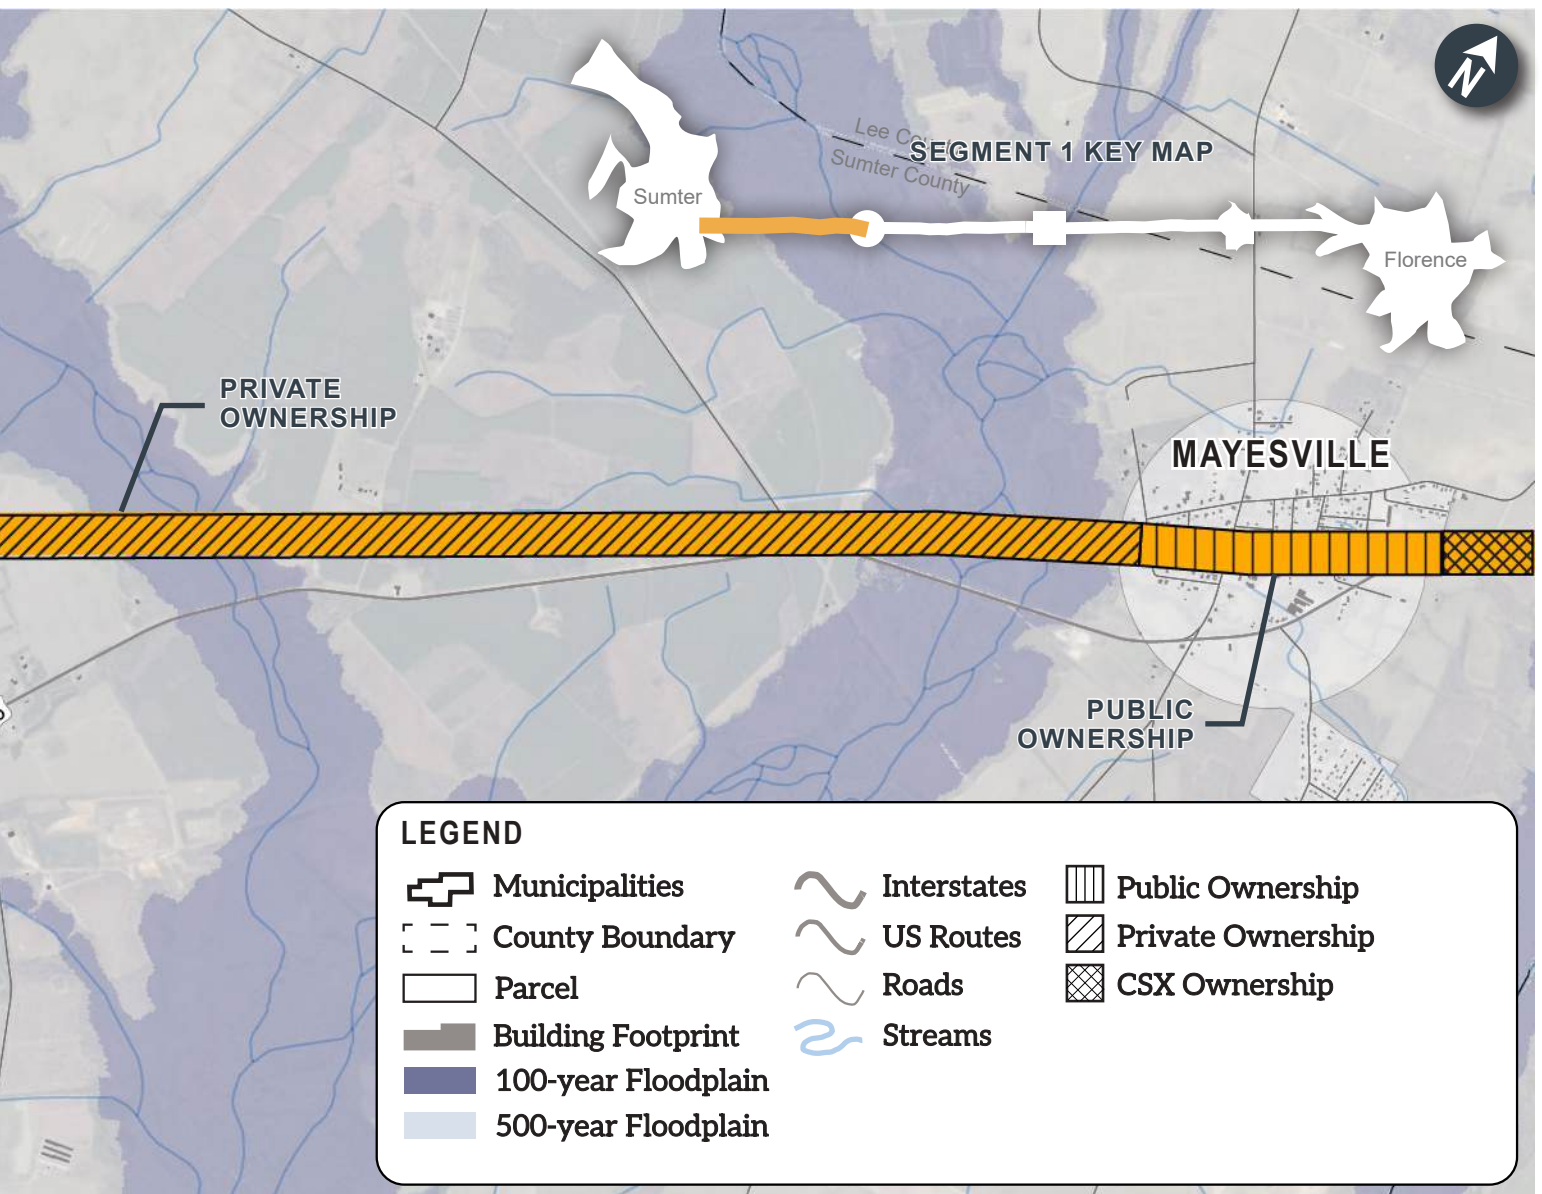 N
Lee
SEGMENT 1 KEY MAP
Sumter County
Sumter
Florence
PRIVATE
OWNERSHIP
MAYESVILLE
PUBLIC
OWNERSHIP
LEGEND
Municipalities
County Boundary
Parcel
Building Footprint
100-year Floodplain
500-year Floodplain
Interstates
US Routes
Roads
Streams
Public Ownership
Private Ownership
CSX Ownership